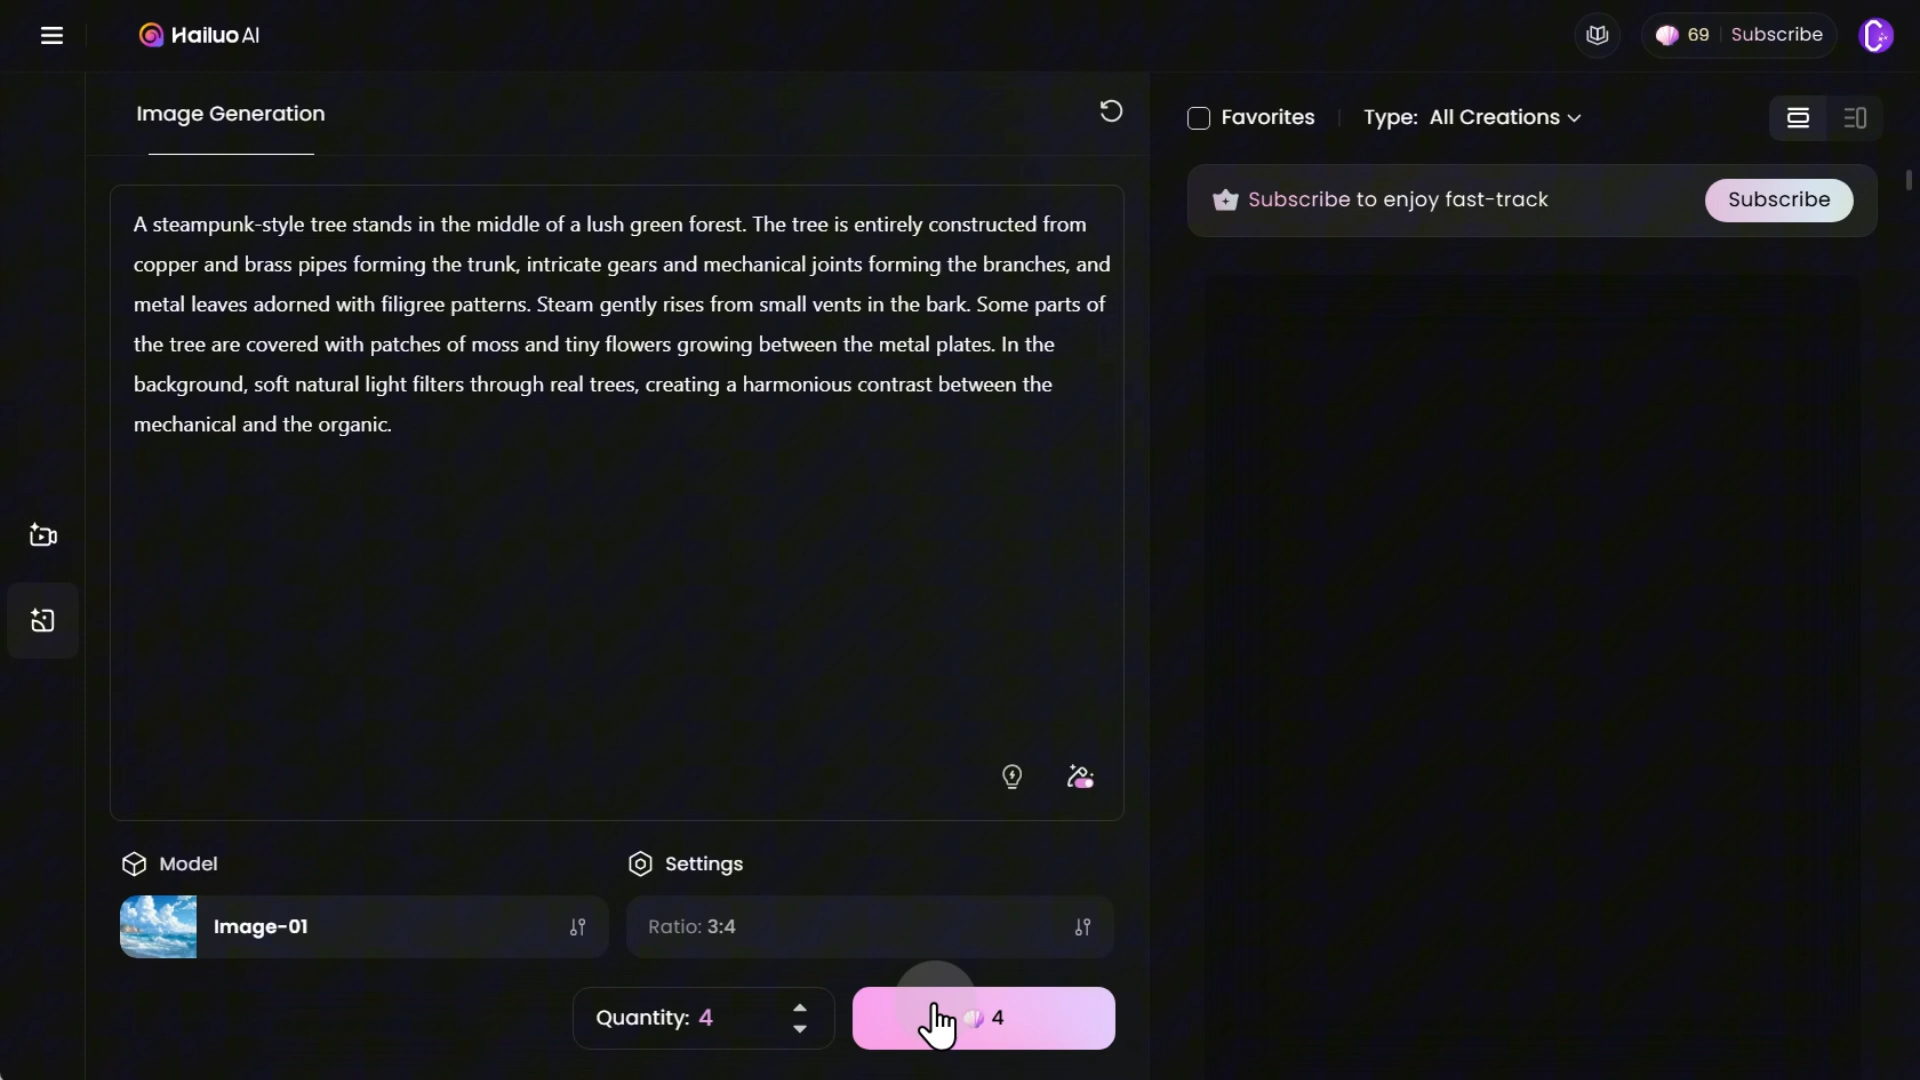 Hailuo AI
69 Subscribe
Image Generation
Favorites Type: All Creations
Subscribe to enjoy fast-track Subscribe
A steampunk-style tree stands in the middle of a lush green forest. The tree is entirely constructed from
copper and brass pipes forming the trunk, intricate gears and mechanical joints forming the branches, and
metal leaves adorned with filigree patterns. Steam gently rises from small vents in the bark. Some parts of
the tree are covered with patches of moss and tiny flowers growing between the metal plates. In the
background, soft natural light filters through real trees, creating a harmonious contrast between the
mechanical and the organic.
Model Settings
Image-01 Ratio: 3:4
Quantity: 4 4